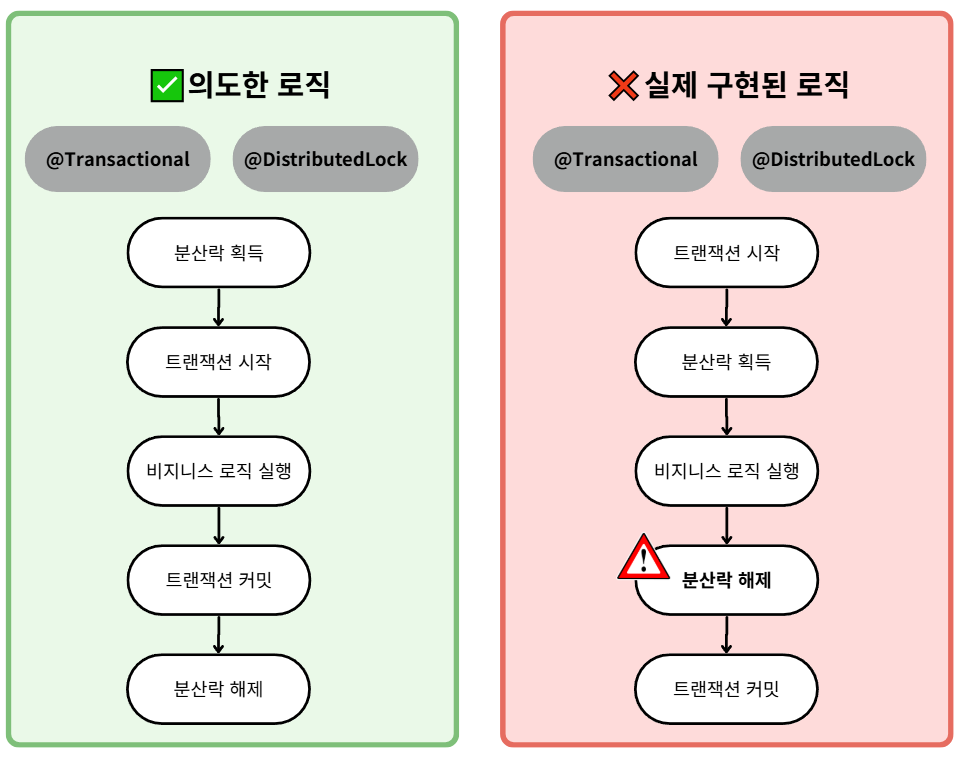 ✅ 의도한 로직
@Transactional
@DistributedLock
분산락 획득
트랜잭션 시작
비지니스 로직 실행
트랜잭션 커밋
분산락 해제
❌ 실제 구현된 로직
@Transactional
@DistributedLock
트랜잭션 시작
분산락 획득
비지니스 로직 실행
분산락 해제
트랜잭션 커밋